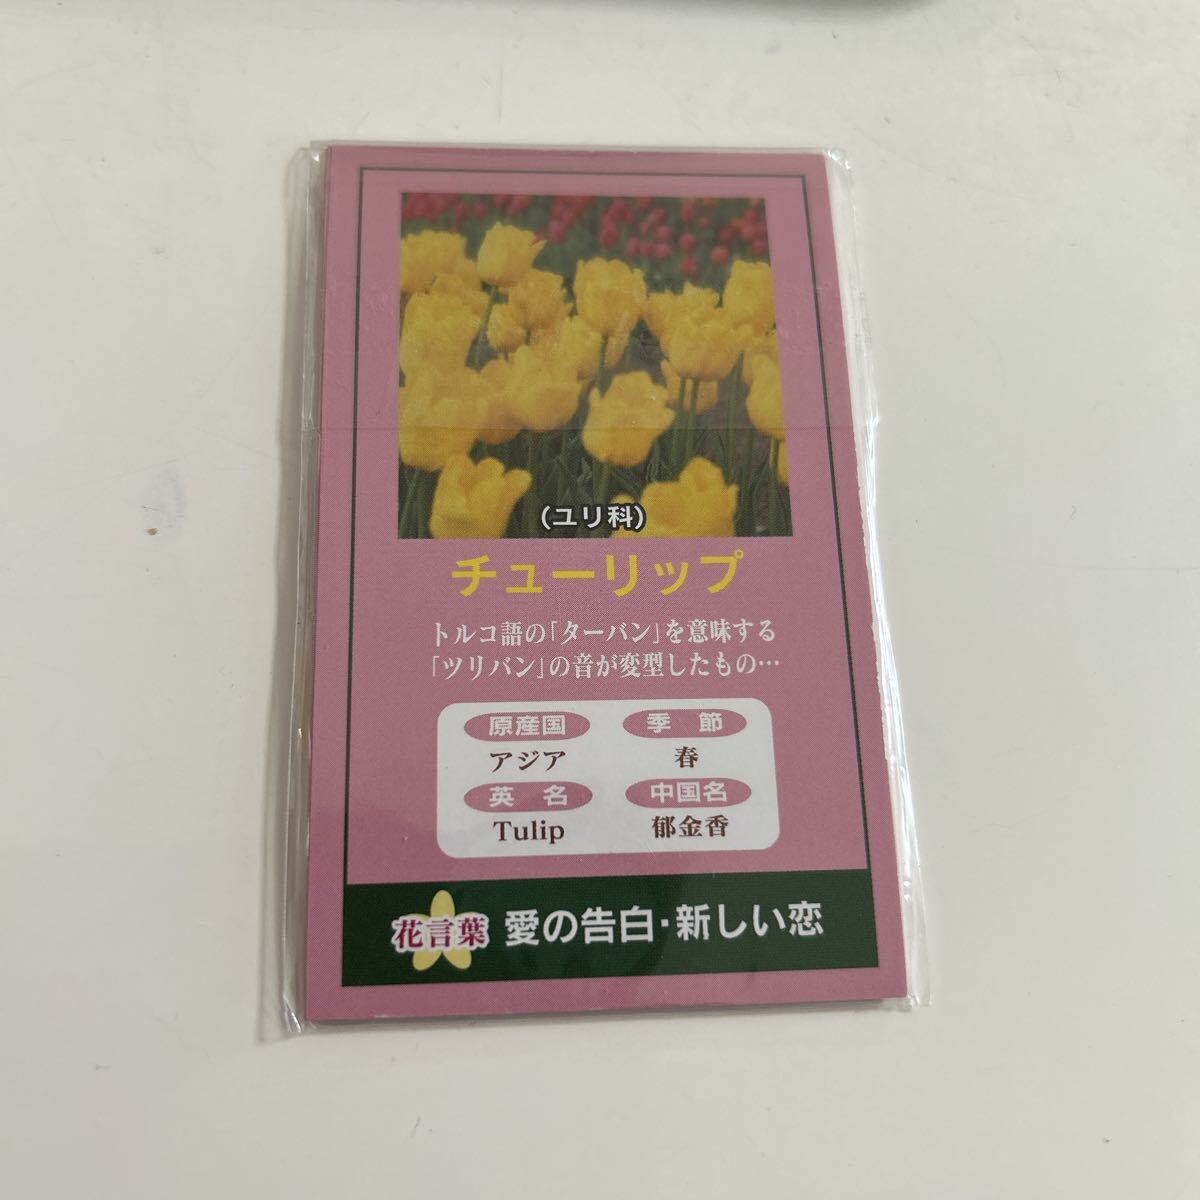 (ユリ科)
チューリップ
トルコ語の「ターバン」を意味する
「ツリバン」の音が変型したもの…
原産国 季節
アジア 春
英名 中国名
Tulip 郁金香
花言葉 愛の告白・新しい恋